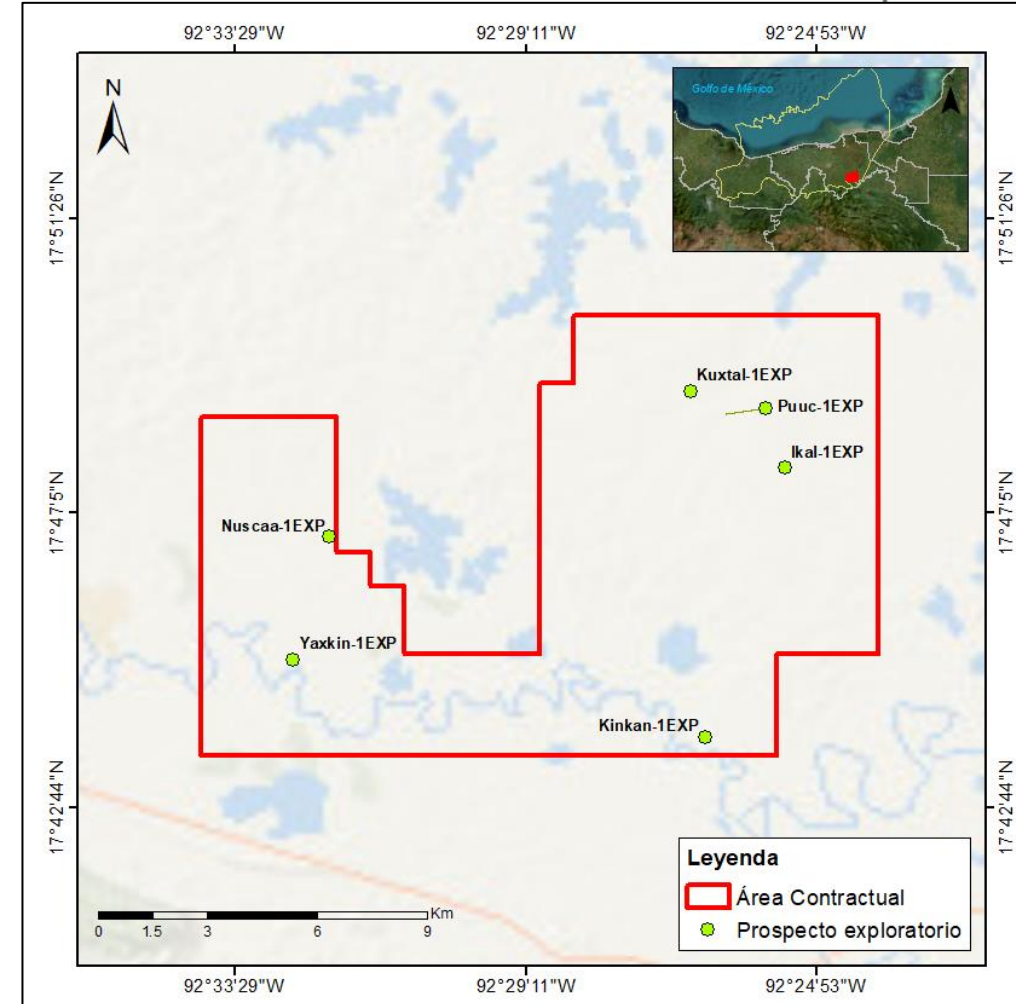 92°33'29"W 92°29'11"W 92°24'53"W
N
Golfo de México
17°51'26"N 17°51'26"N
Kuxtal-1EXP
Puuc-1EXP
Ikal-1EXP
17°47'5"N 17°47'5"N
Nuscaa-1EXP
Yaxkin-1EXP
Kinkan-1EXP
17°42'44"N 17°42'44"N
Leyenda
Área Contractual
Prospecto exploratorio
Km
0 1.5 3 6 9
92°33'29"W 92°29'11"W 92°24'53"W